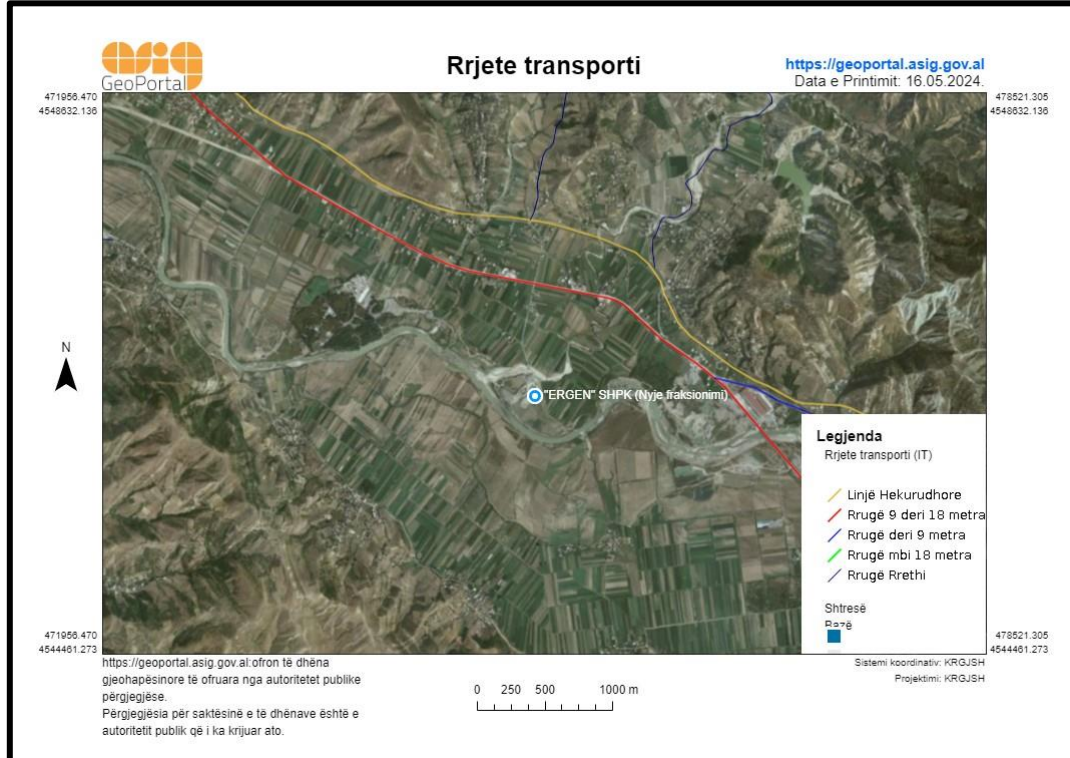 asig
GeoPortal
Rrjete transporti
https://geoportal.asig.gov.al
Data e Printimit: 16.05.2024.
471956.470
4548632.136
478521.305
4548632.136
N
"ERGEN" SHPK (Nyje fraksionimi)
Legjenda
Rrjete transporti (IT)
Linjë Hekurudhore
Rrugë 9 deri 18 metra
Rrugë deri 9 metra
Rrugë mbi 18 metra
Rrugë Rrethi
Shtresë
Bazë
471956.470
4544461.273
478521.305
4544461.273
https://geoportal.asig.gov.al:ofron të dhëna
gjeohapësinore të ofruara nga autoritetet publike
përgjegjëse.
Përgjegjësia për saktësinë e të dhënave është e
autoritetit publik që i ka krijuar ato.
0 250 500 1000 m
Sistemi koordinativ: KRGJSH
Projektimi: KRGJSH